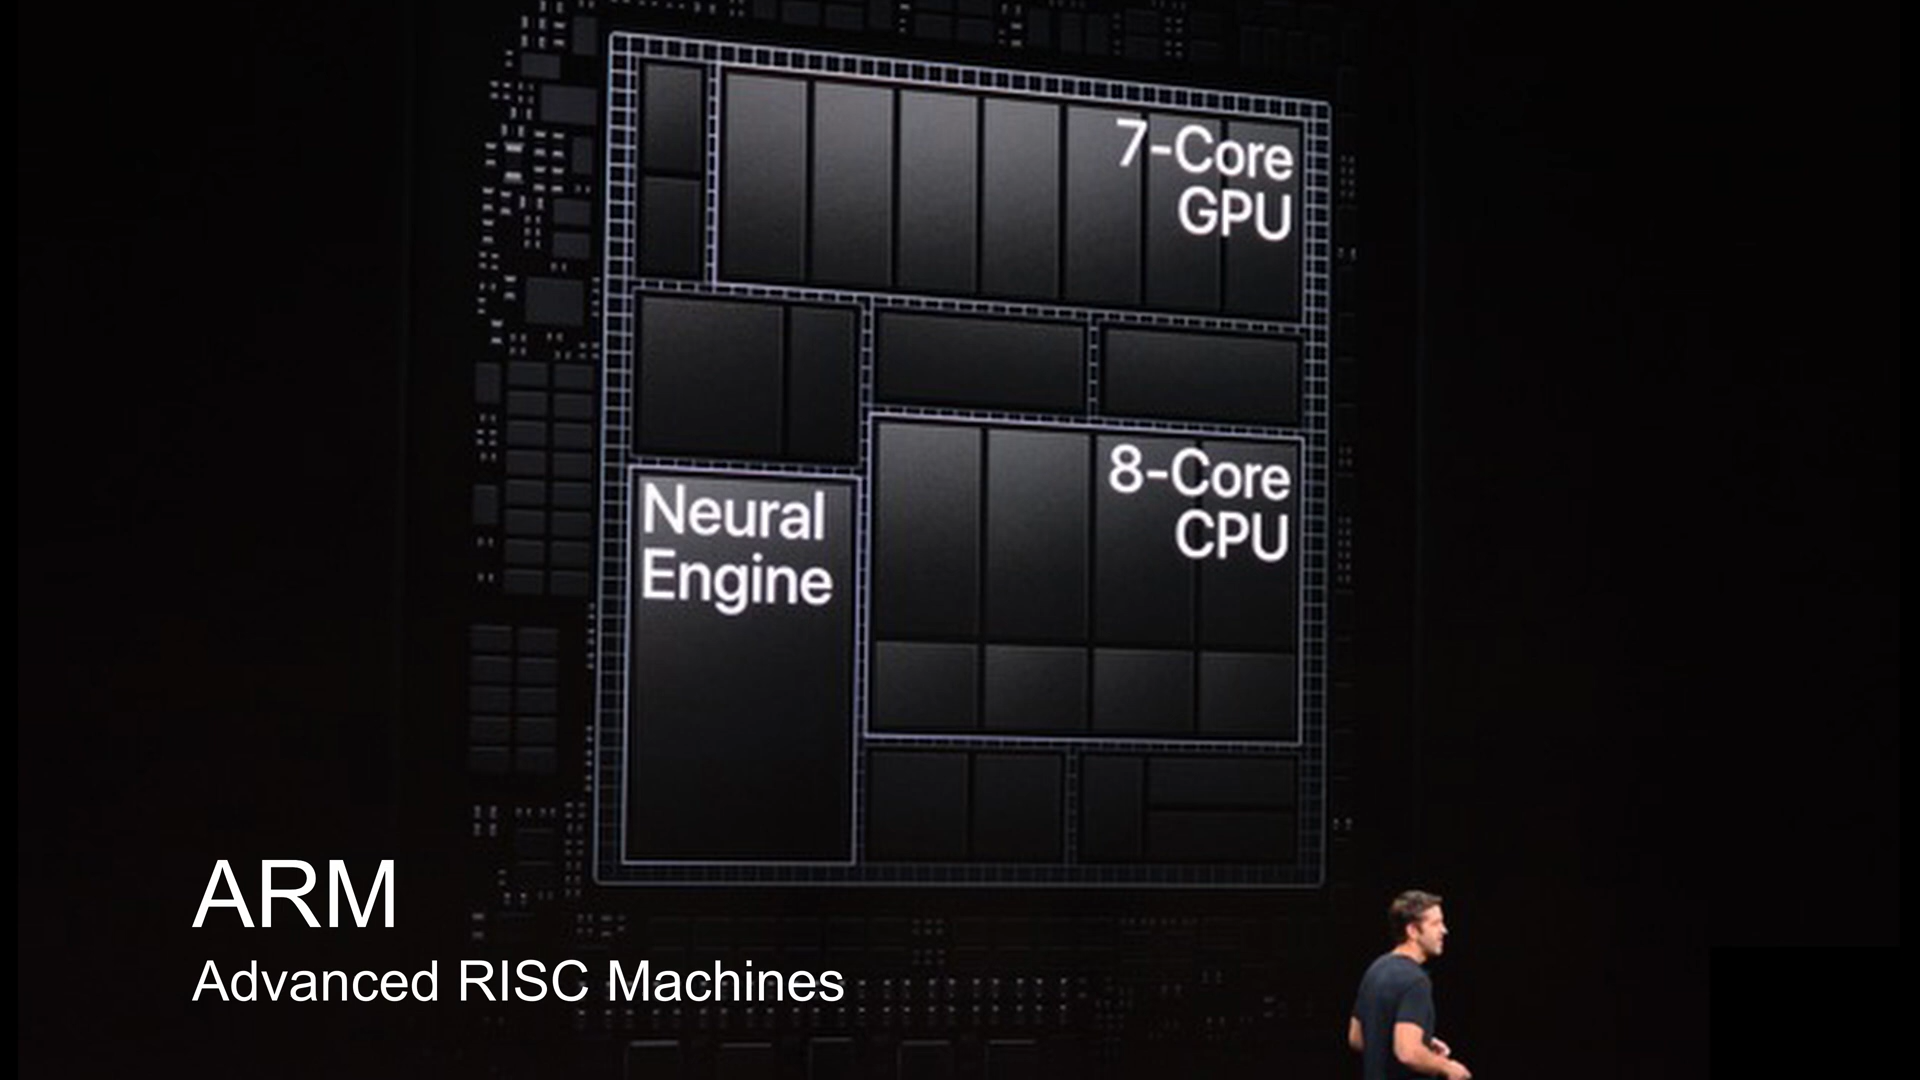 7-Core
GPU
8-Core
CPU
Neural
Engine
ARM
Advanced RISC Machines